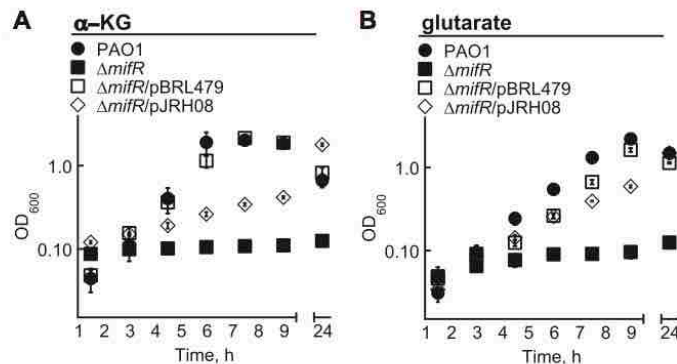 A
α–KG
PAO1
ΔmifR
ΔmifR/pBRL479
ΔmifR/pJRH08
OD600
1.0
0.10
1 2 3 4 5 6 7 8 9 24
Time, h
B
glutarate
PAO1
ΔmifR
ΔmifR/pBRL479
ΔmifR/pJRH08
OD600
1.0
0.10
1 2 3 4 5 6 7 8 9 24
Time, h